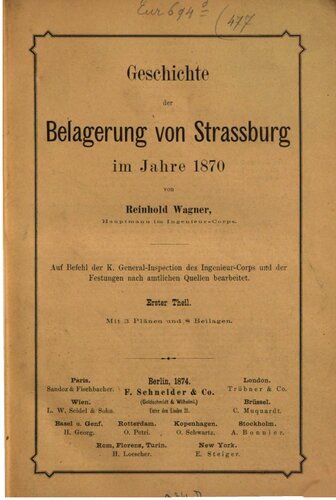 Eur 694
(477
Geschichte
der
Belagerung von Strassburg
im Jahre 1870
von
Reinhold Wagner,
Hauptmann im Ingenieur-Corps.
Auf Befehl der K. General-Inspection des Ingenieur-Corps und der
Festungen nach amtlichen Quellen bearbeitet.
Erster Theil.
Mit 3 Plänen und 8 Beilagen.
Paris.
Sandoz & Fischbacher.
Wien.
L. W. Seidel & Sohn.
Berlin, 1874.
F. Schneider & Co.
(Goldschmidt & Wilhelmi.)
Unter den Linden 21.
London.
Trübner & Co.
Brüssel.
C. Muquardt.
Basel u. Genf. Rotterdam. Kopenhagen. Stockholm.
H. Georg. O. Petri. O. Schwartz. A. Bonnier.
Rom, Florenz, Turin. New York.
H. Loescher. E. Steiger.